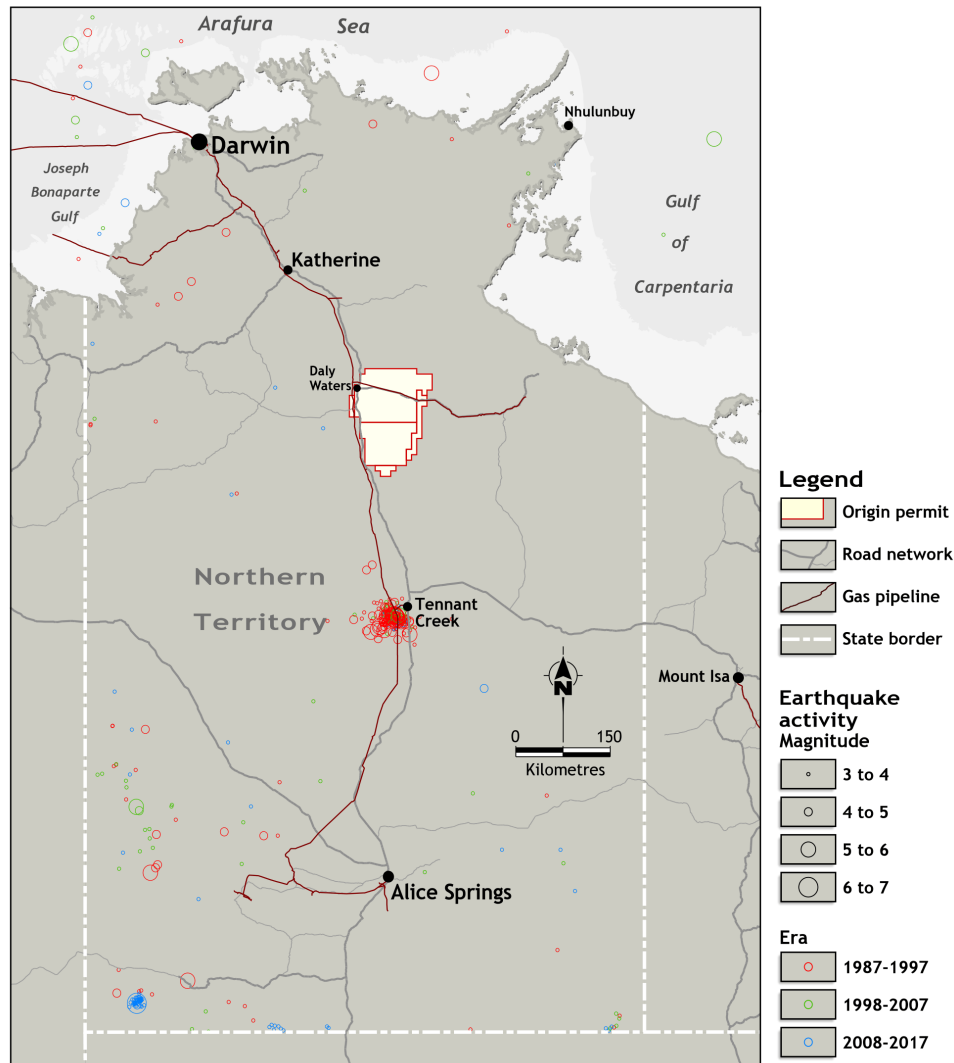 Arafura Sea
Nhulunbuy
Darwin
Joseph
Bonaparte
Gulf
Gulf
of
Carpentaria
Katherine
Daly
Waters
Northern
Territory
Tennant
Creek
Mount Isa
N
0 150
Kilometres
Alice Springs
Legend
Origin permit
Road network
Gas pipeline
State border
Earthquake
activity
Magnitude
3 to 4
4 to 5
5 to 6
6 to 7
Era
1987-1997
1998-2007
2008-2017